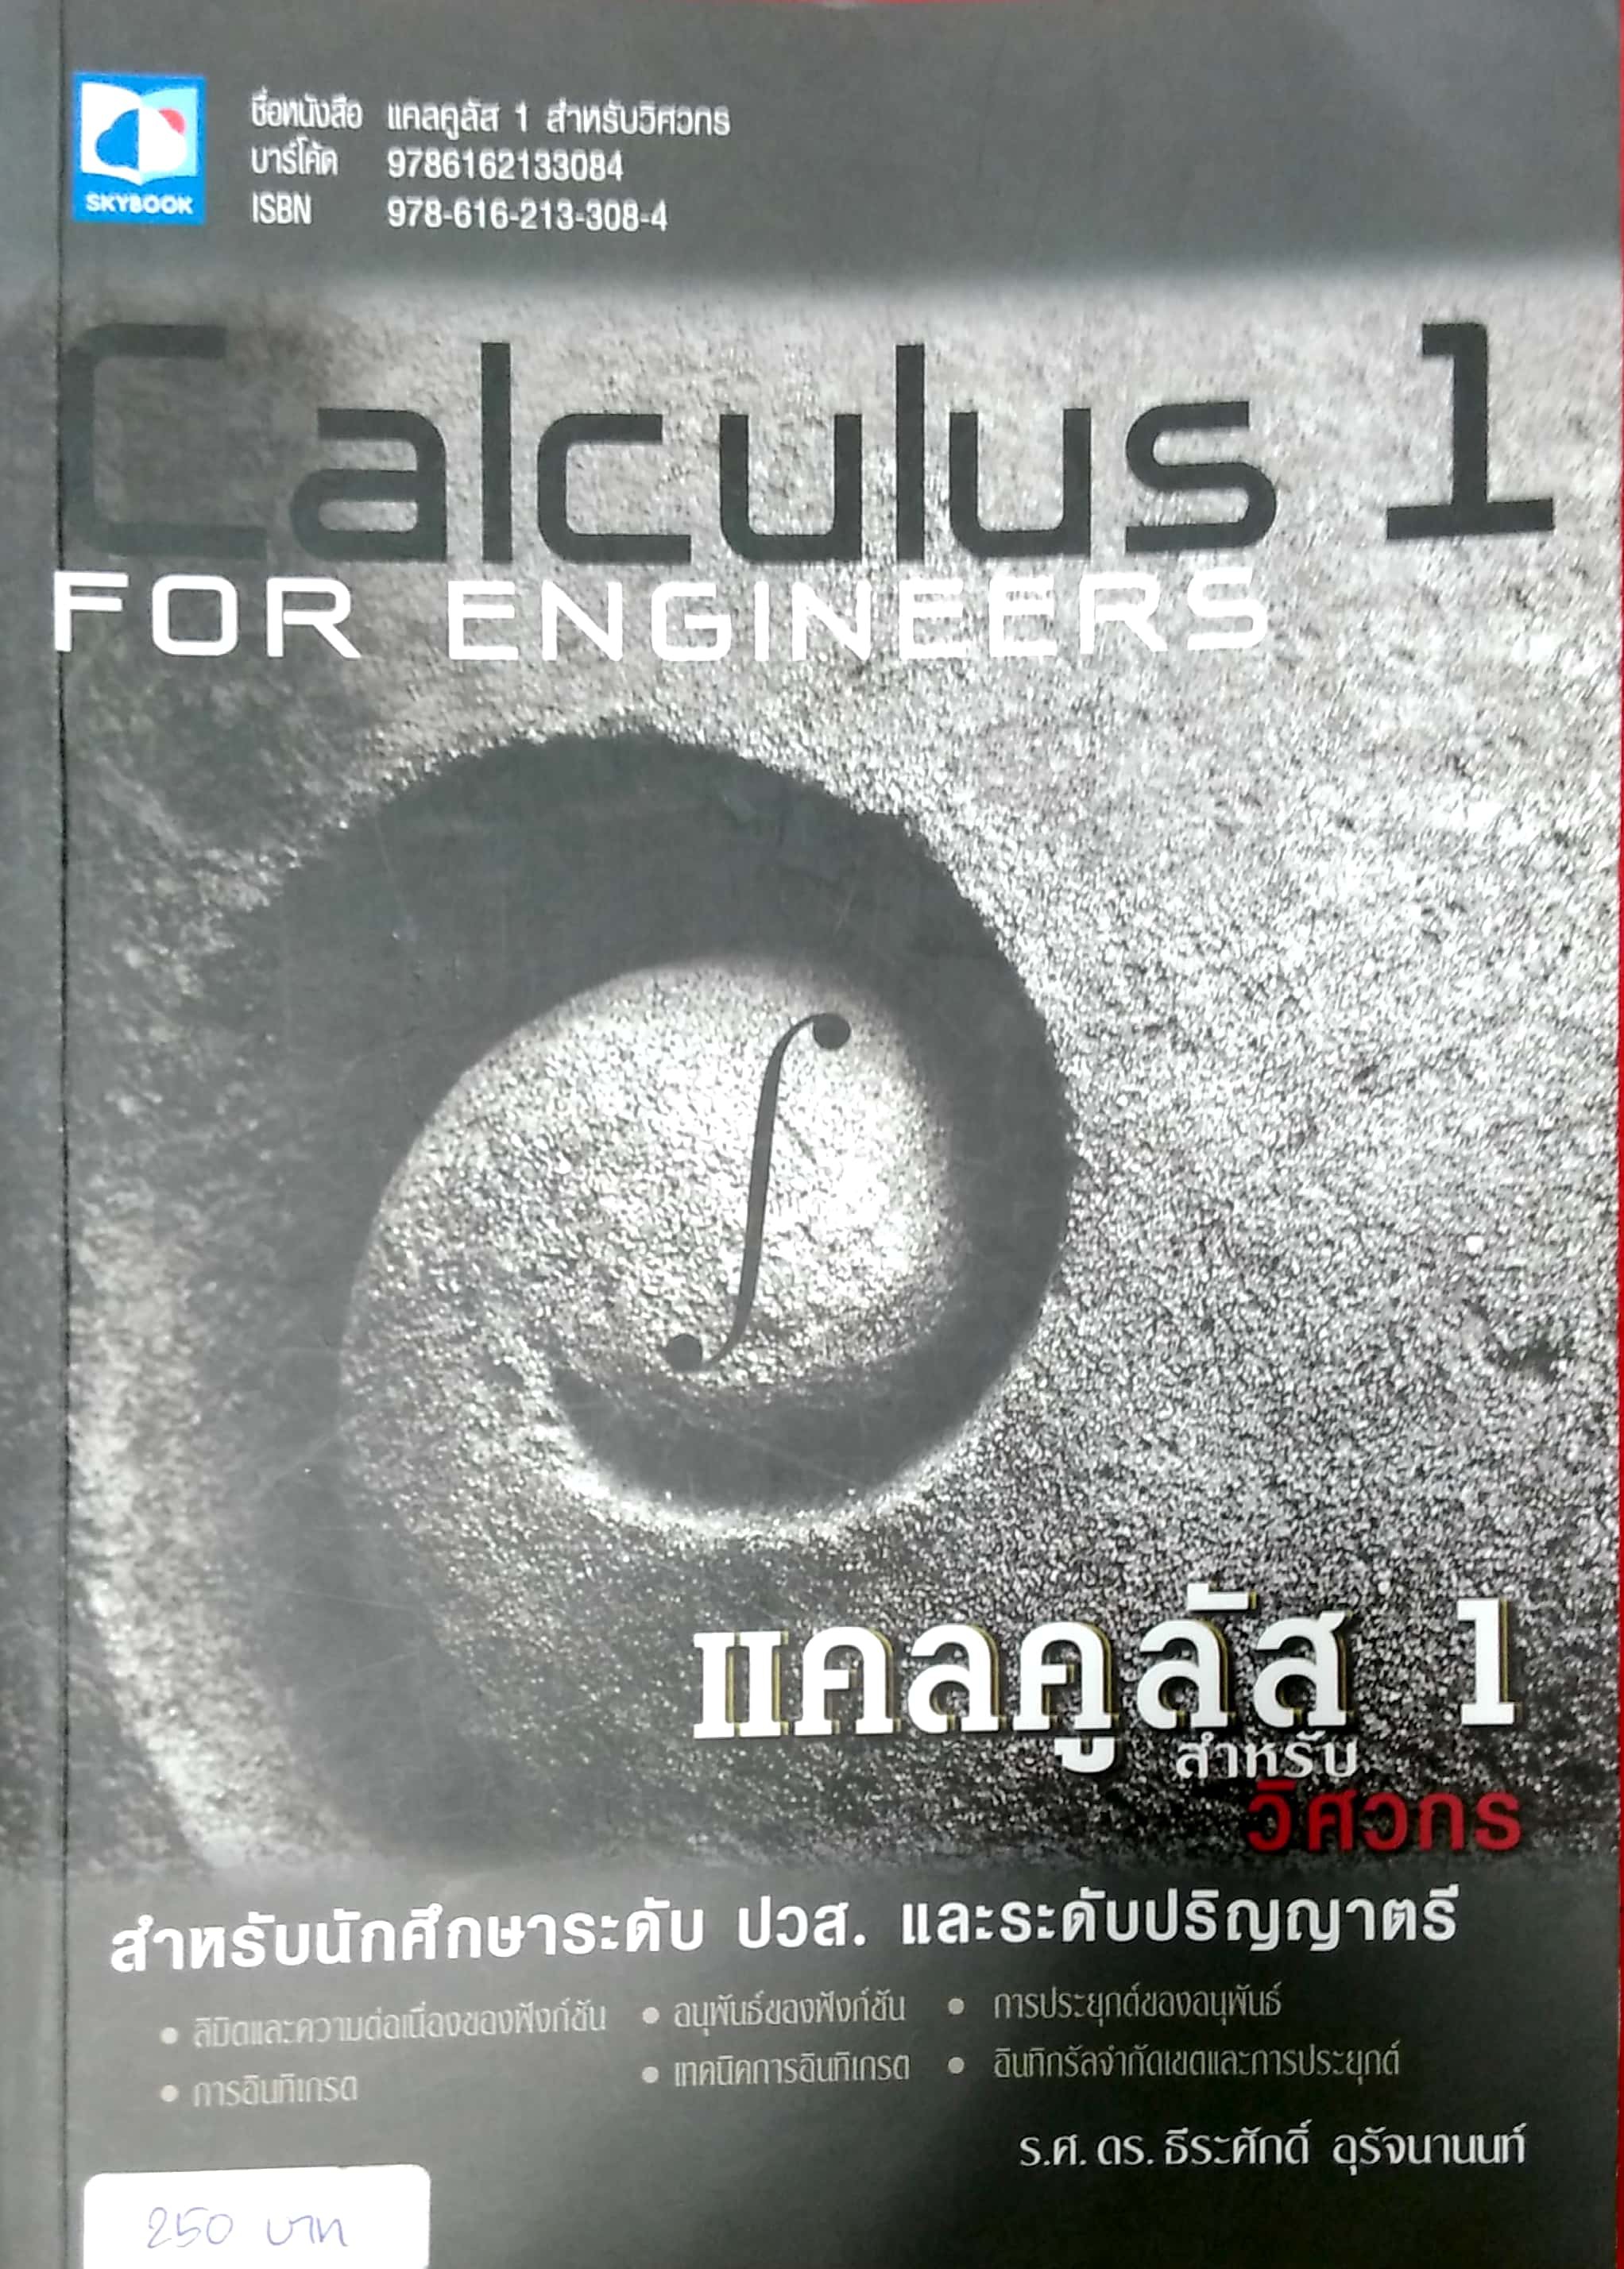 SKYBOOK
ชื่อหนังสือ แคลคูลัส 1 สำหรับวิศวกร
บาร์โค้ด 9786162133084
ISBN 978-616-213-308-4
Calculus 1
FOR ENGINEERS
∫
แคลคูลัส 1
สำหรับ
วิศวกร
สำหรับนักศึกษาระดับ ปวส. และระดับปริญญาตรี
• ลิมิตและความต่อเนื่องของฟังก์ชัน • อนุพันธ์ของฟังก์ชัน • การประยุกต์ของอนุพันธ์
• การอินทิเกรต • เทคนิคการอินทิเกรต • อินทิกรัลจำกัดเขตและการประยุกต์
ร.ศ. ดร. ธีระศักดิ์ อุรัจนานนท์
250 บาท